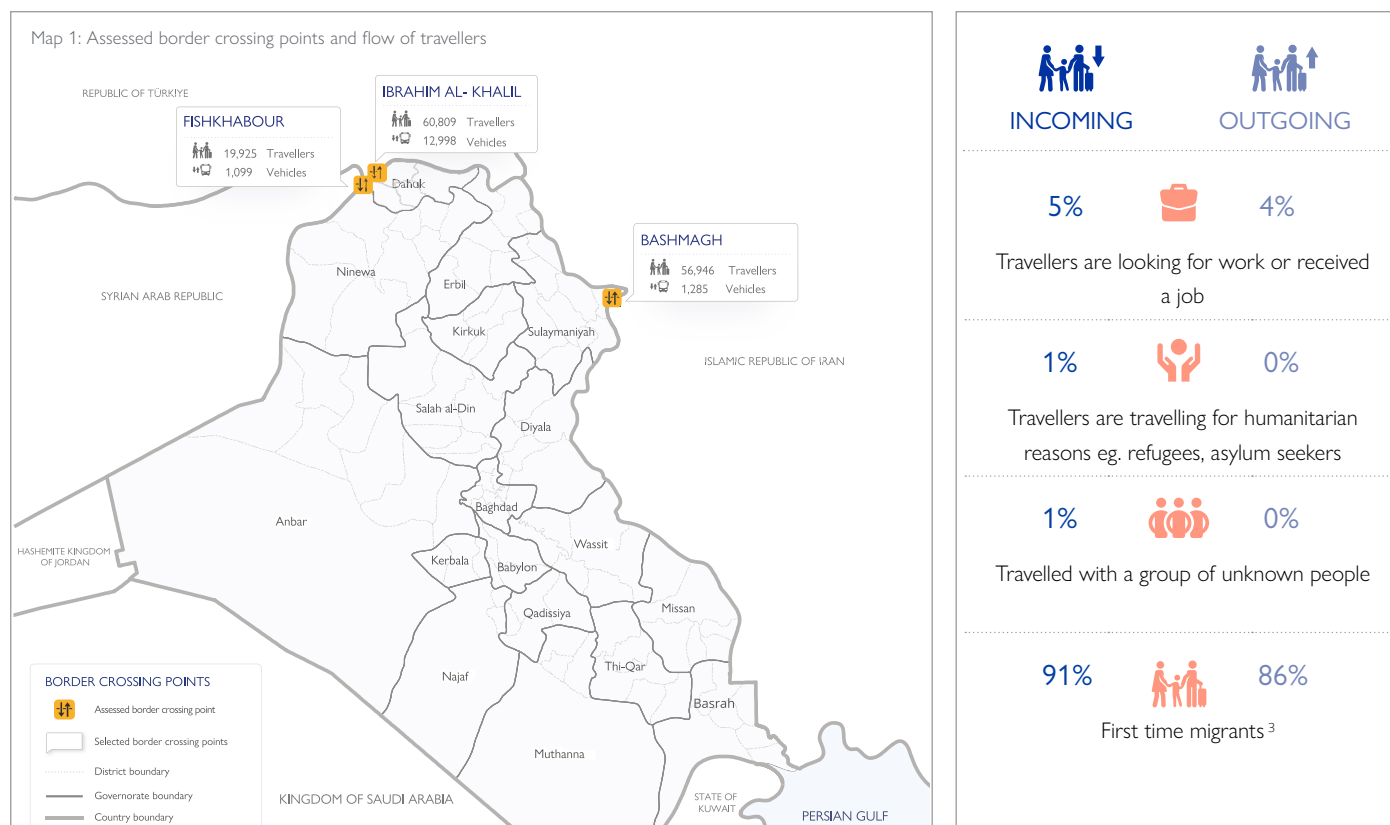 Map 1: Assessed border crossing points and flow of travellers
REPUBLIC OF TÜRKIYE
IBRAHIM AL- KHALIL
60,809 Travellers
12,998 Vehicles
FISHKHABOUR
19,925 Travellers
1,099 Vehicles
Dahuk
BASHMAGH
56,946 Travellers
1,285 Vehicles
Ninewa
Erbil
SYRIAN ARAB REPUBLIC
Kirkuk
Sulaymaniyah
ISLAMIC REPUBLIC OF IRAN
Salah al-Din
Diyala
Baghdad
Anbar
Wassit
HASHEMITE KINGDOM
OF JORDAN
Kerbala
Babylon
Qadissiya
Missan
Najaf
Thi-Qar
Basrah
Muthanna
KINGDOM OF SAUDI ARABIA
STATE OF
KUWAIT
PERSIAN GULF
BORDER CROSSING POINTS
Assessed border crossing point
Selected border crossing points
District boundary
Governorate boundary
Country boundary
INCOMING OUTGOING
5% 4%
Travellers are looking for work or received
a job
1% 0%
Travellers are travelling for humanitarian
reasons eg. refugees, asylum seekers
1% 0%
Travelled with a group of unknown people
91% 86%
First time migrants 3